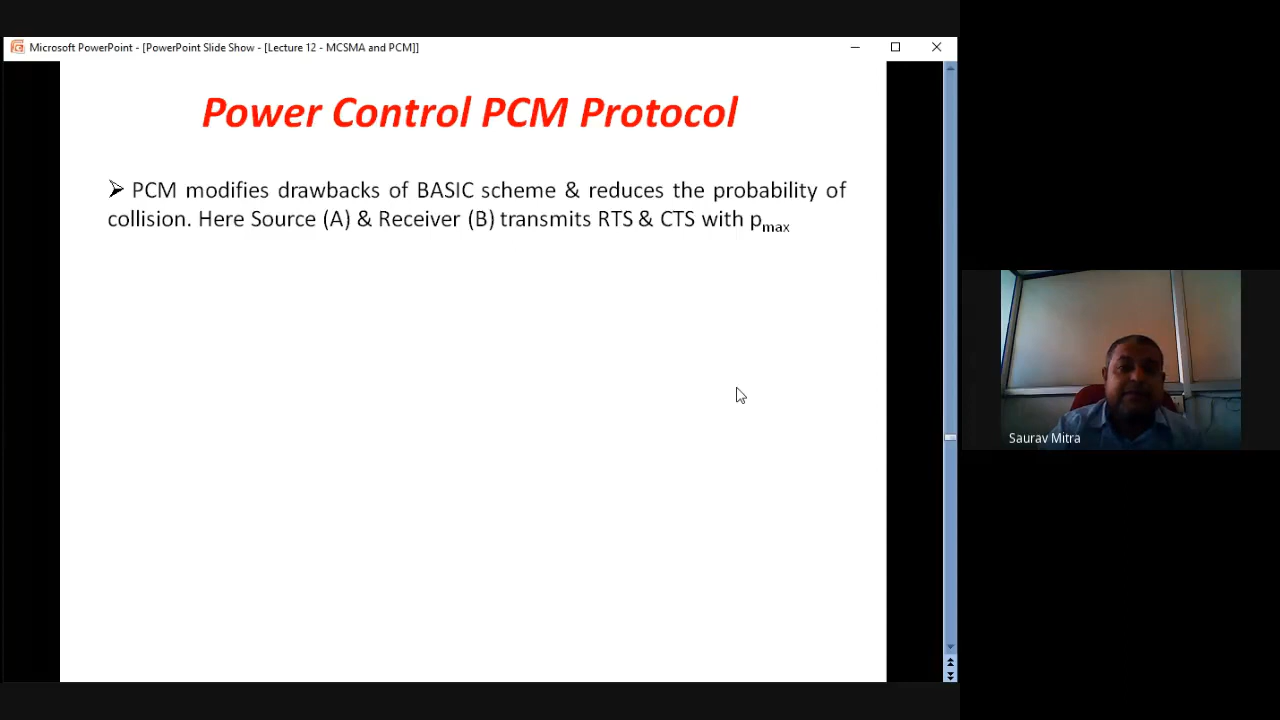 Microsoft PowerPoint - [PowerPoint Slide Show - [Lecture 12 - MCSMA and PCM]]
Power Control PCM Protocol
➢ PCM modifies drawbacks of BASIC scheme & reduces the probability of
collision. Here Source (A) & Receiver (B) transmits RTS & CTS with pmax
Saurav Mitra